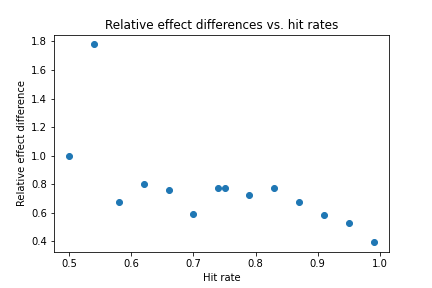 Relative effect differences vs. hit rates
1.8
1.6
1.4
1.2
1.0
0.8
0.6
0.4
Relative effect difference
0.5 0.6 0.7 0.8 0.9 1.0
Hit rate